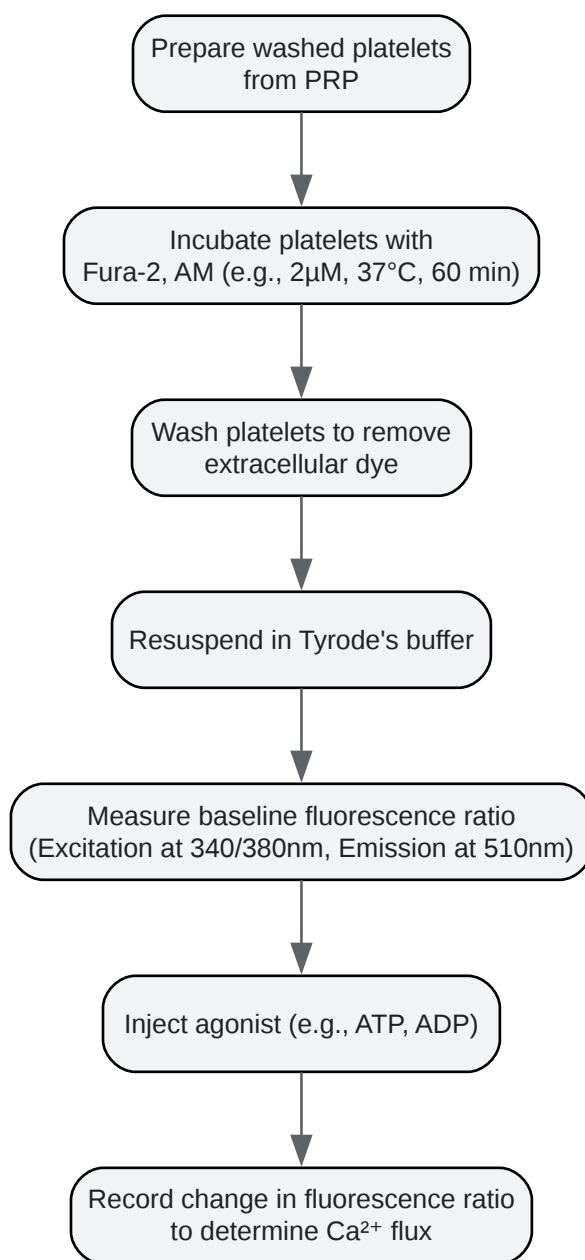 Prepare washed platelets
from PRP
Incubate platelets with
Fura-2, AM (e.g., 2µM, 37°C, 60 min)
Wash platelets to remove
extracellular dye
Resuspend in Tyrode's buffer
Measure baseline fluorescence ratio
(Excitation at 340/380nm, Emission at 510nm)
Inject agonist (e.g., ATP, ADP)
Record change in fluorescence ratio
to determine Ca²⁺ flux